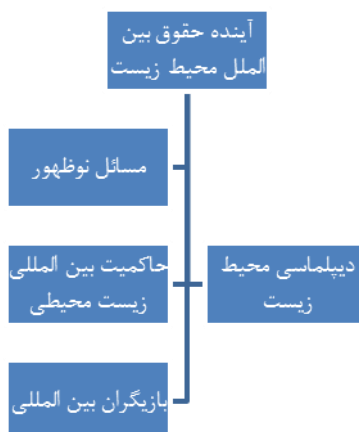 آینده حقوق بین
الملل محیط زیست
مسائل نوظهور
دیپلماسی محیط
زیست
حاکمیت بین المللی
زیست محیطی
بازیگران بین المللی